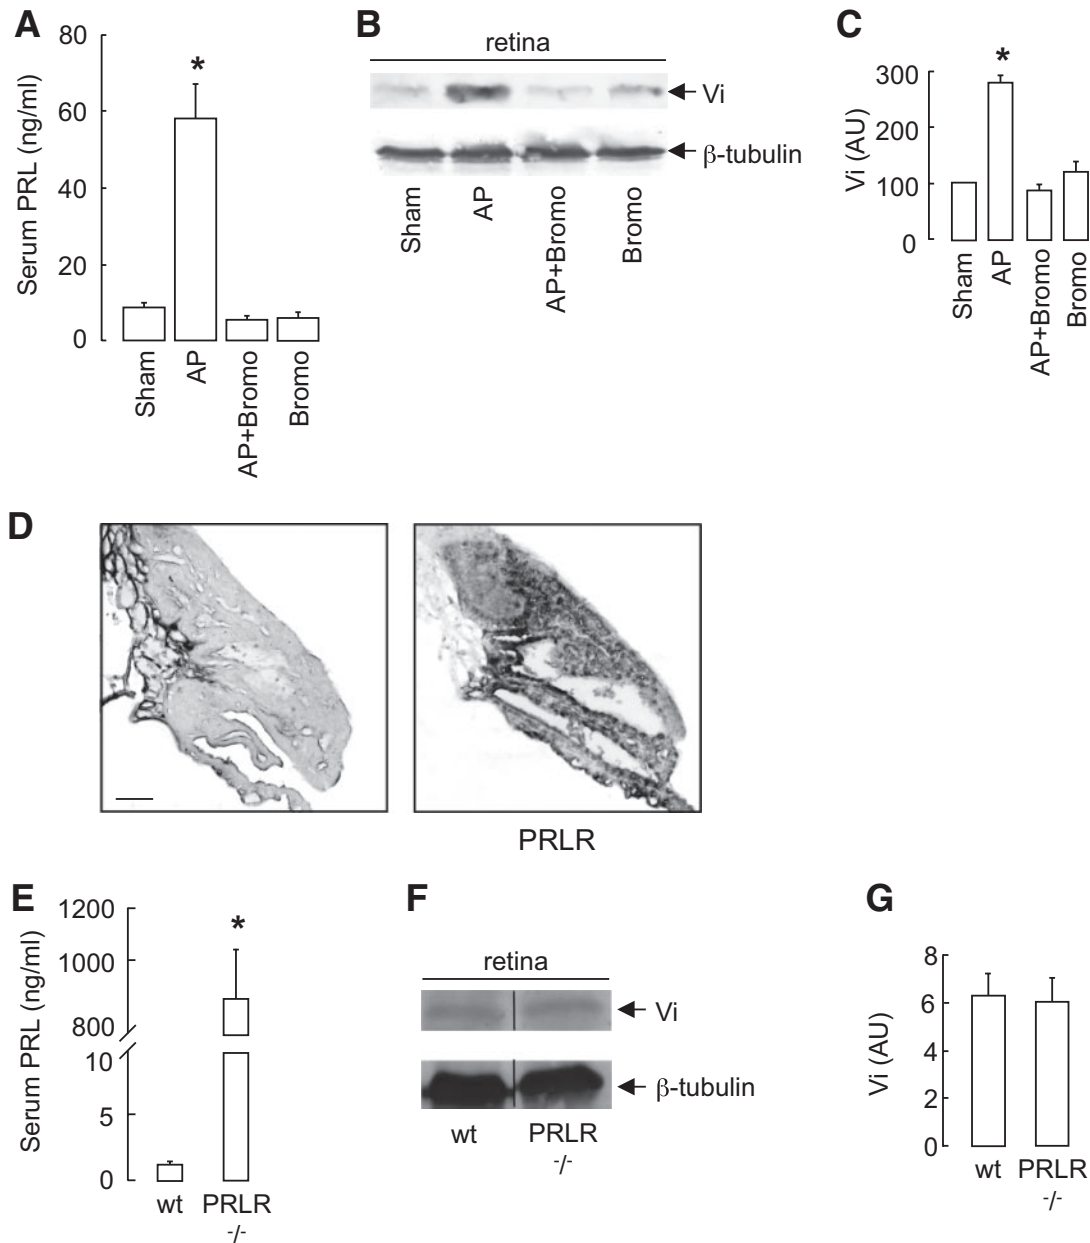 A
Serum PRL (ng/ml)
80
60
40
20
0
*
Sham
AP
AP+Bromo
Bromo
B
retina
Vi
β-tubulin
Sham
AP
AP+Bromo
Bromo
C
Vi (AU)
300
200
100
0
*
Sham
AP
AP+Bromo
Bromo
D
PRLR
E
Serum PRL (ng/ml)
1200
1000
800
10
5
0
*
wt
PRLR
-/-
F
retina
Vi
β-tubulin
wt
PRLR
-/-
G
Vi (AU)
8
6
4
2
0
wt
PRLR
-/-